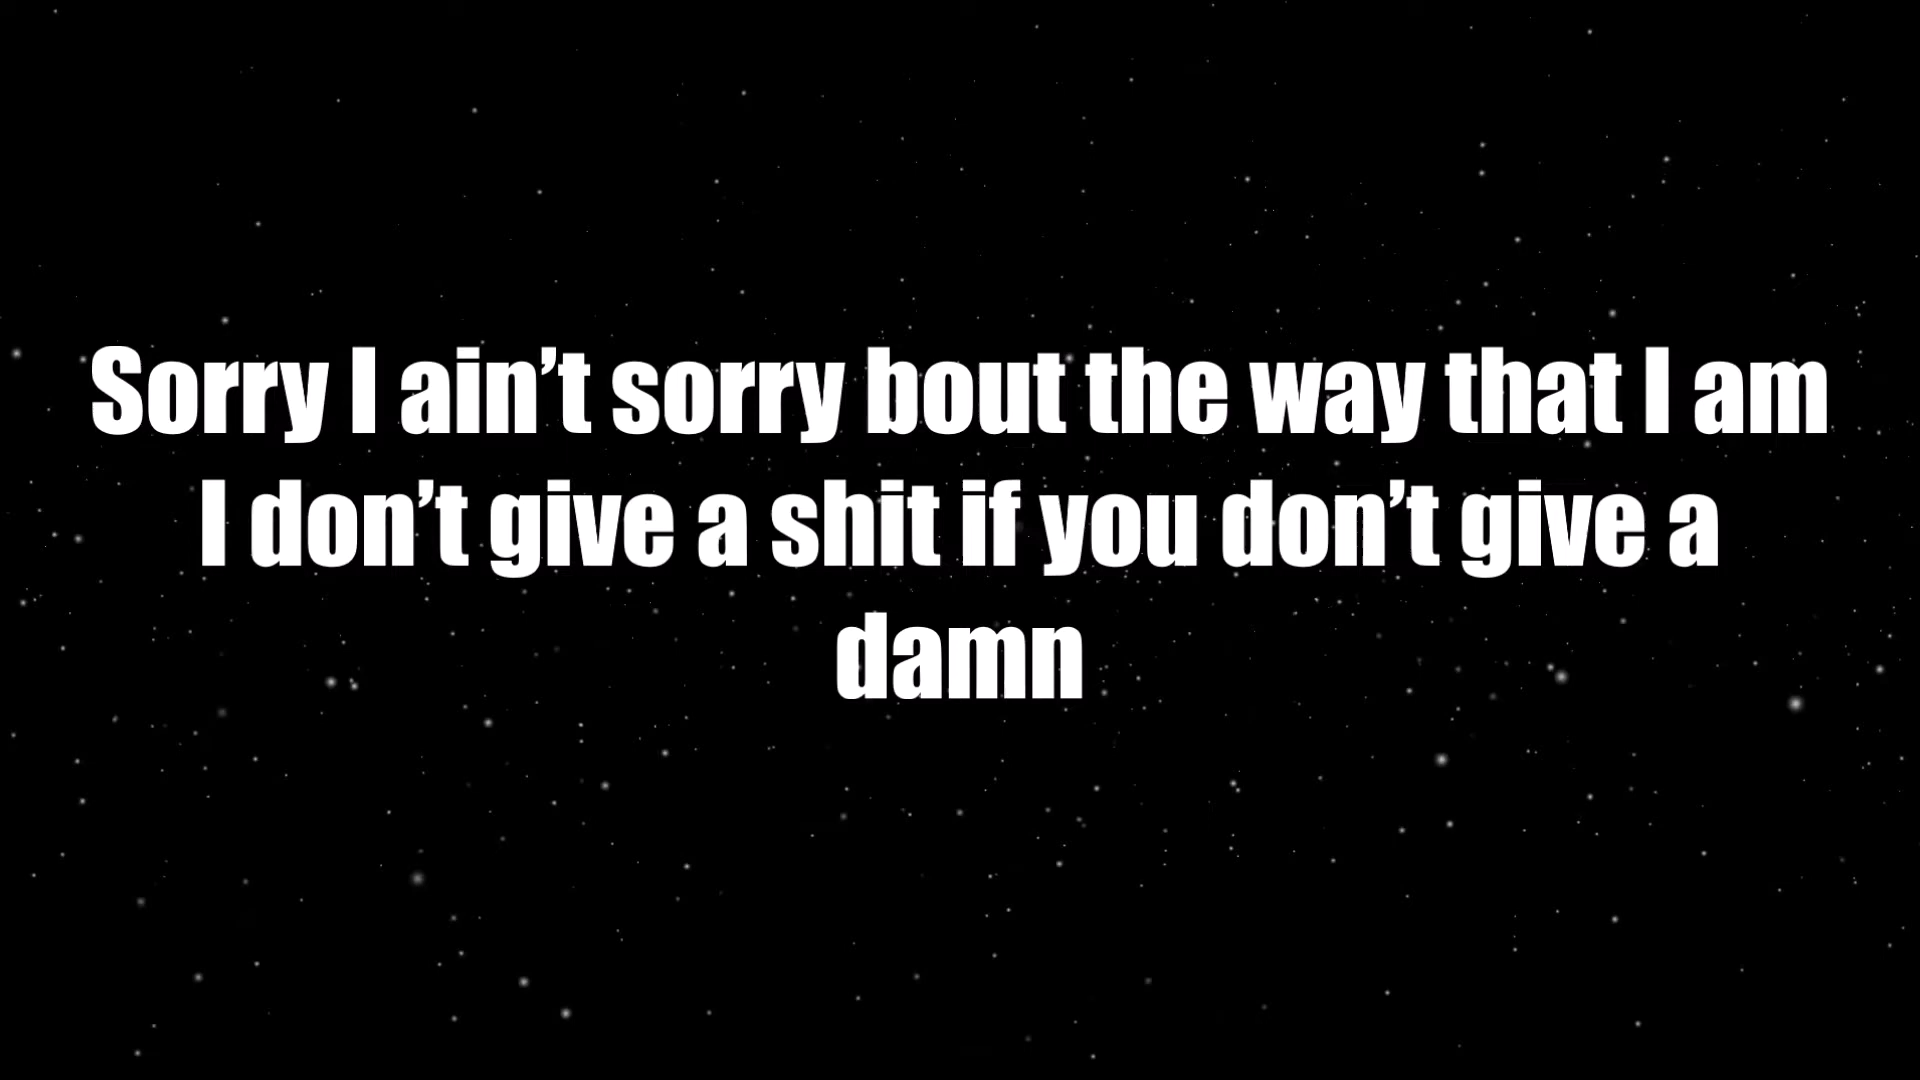 Sorry I ain’t sorry bout the way that I am
I don’t give a shit if you don’t give a
damn